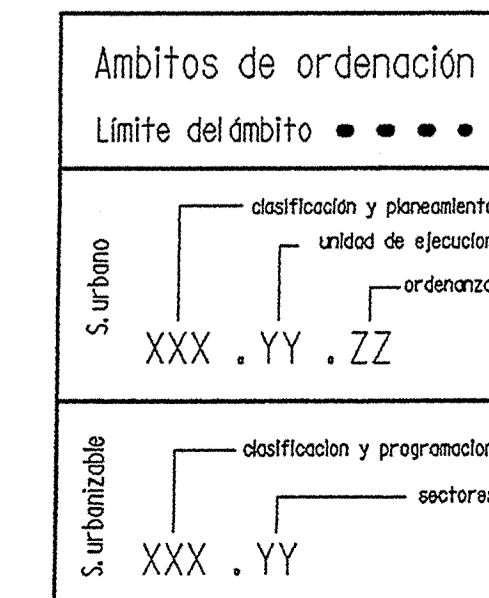 Ambitos de ordenación
Límite del ámbito
S. urbano
clasificación y planeamiento
unidad de ejecucion
ordenanza
XXX . YY . ZZ
S. urbanizable
clasificacion y programacion
sectores
XXX . YY